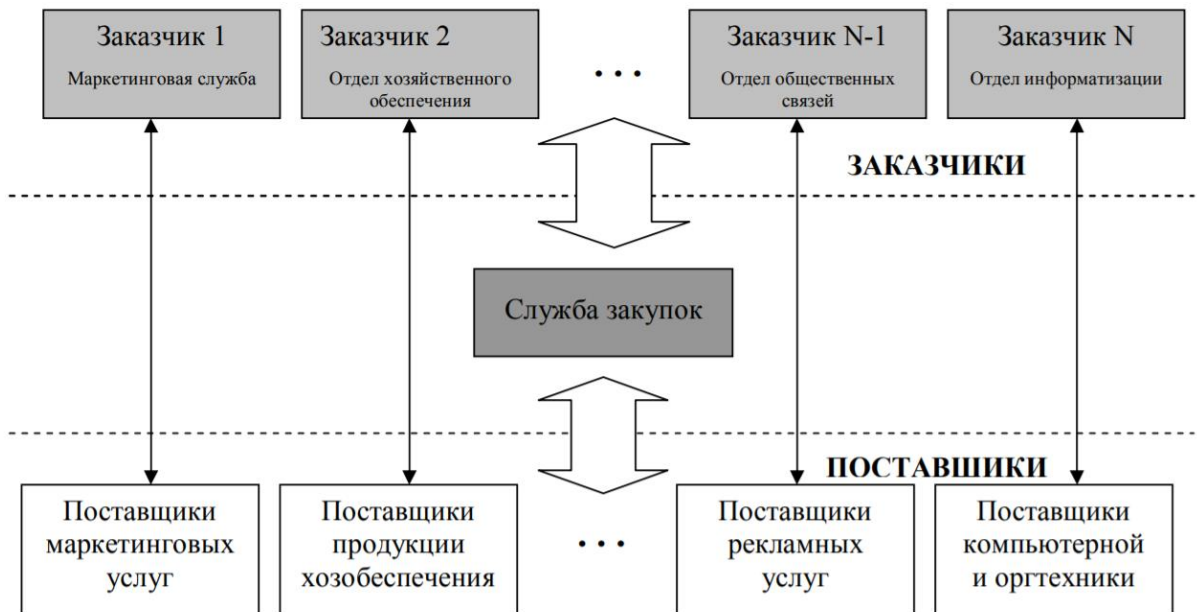 Заказчик 1
Маркетинговая служба
Заказчик 2
Отдел хозяйственного
обеспечения
. . .
Заказчик N-1
Отдел общественных
связей
Заказчик N
Отдел информатизации
ЗАКАЗЧИКИ
Служба закупок
ПОСТАВШИКИ
Поставщики
маркетинговых
услуг
Поставщики
продукции
хозобеспечения
. . .
Поставщики
рекламных
услуг
Поставщики
компьютерной
и оргтехники